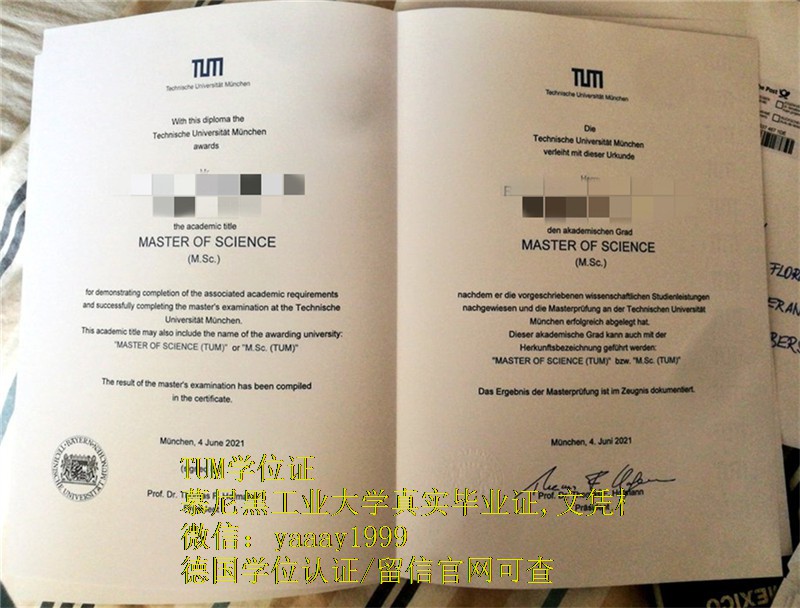 TUM
Technische Universität München
With this diploma the
Technische Universität München
awards
the academic title
MASTER OF SCIENCE
(M.Sc.)
for demonstrating completion of the associated academic requirements
and successfully completing the master's examination at the Technische
Universität München.
This academic title may also include the name of the awarding university:
"MASTER OF SCIENCE (TUM)" or "M.Sc. (TUM)"
The result of the master's examination has been compiled
in the certificate.
München, 4 June 2021
Prof. Dr.
TUM
Technische Universität München
Die
Technische Universität München
verleiht mit dieser Urkunde
Herrn
den akademischen Grad
MASTER OF SCIENCE
(M.Sc.)
nachdem er die vorgeschriebenen wissenschaftlichen Studienleistungen
nachgewiesen und die Masterprüfung an der Technischen Universität
München erfolgreich abgelegt hat.
Dieser akademische Grad kann auch mit der
Herkunftsbezeichnung geführt werden:
"MASTER OF SCIENCE (TUM)" bzw. "M.Sc. (TUM)"
Das Ergebnis der Masterprüfung ist im Zeugnis dokumentiert.
München, 4. Juni 2021
Prof.
TUM学位证
慕尼黑工业大学真实毕业证,文凭
微信: yaaay1999
德国学位认证/留信官网可查
Post
MEXICO